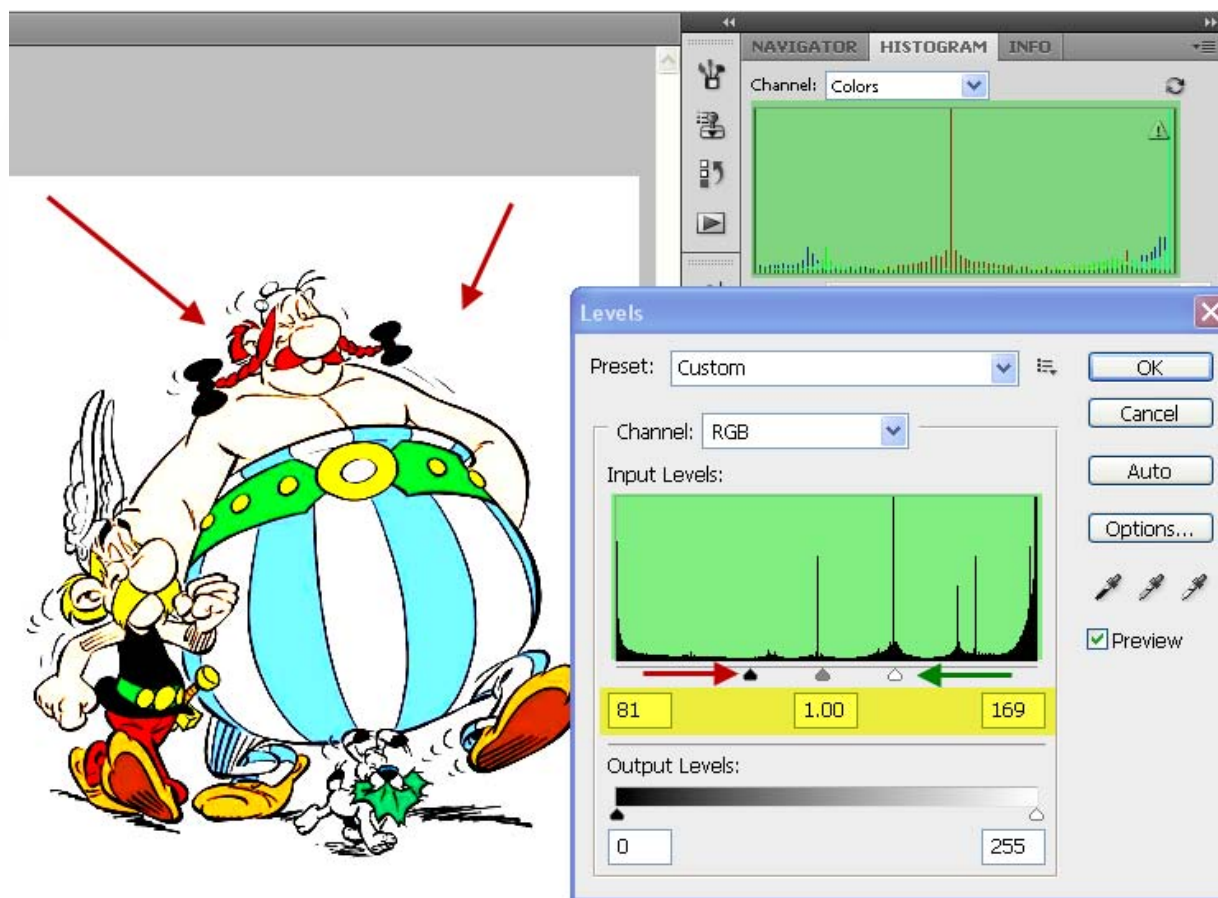 NAVIGATOR HISTOGRAM INFO
Channel: Colors
Levels
Preset: Custom
OK
Channel: RGB
Cancel
Input Levels:
Auto
Options...
Preview
81 1.00 169
Output Levels:
0 255